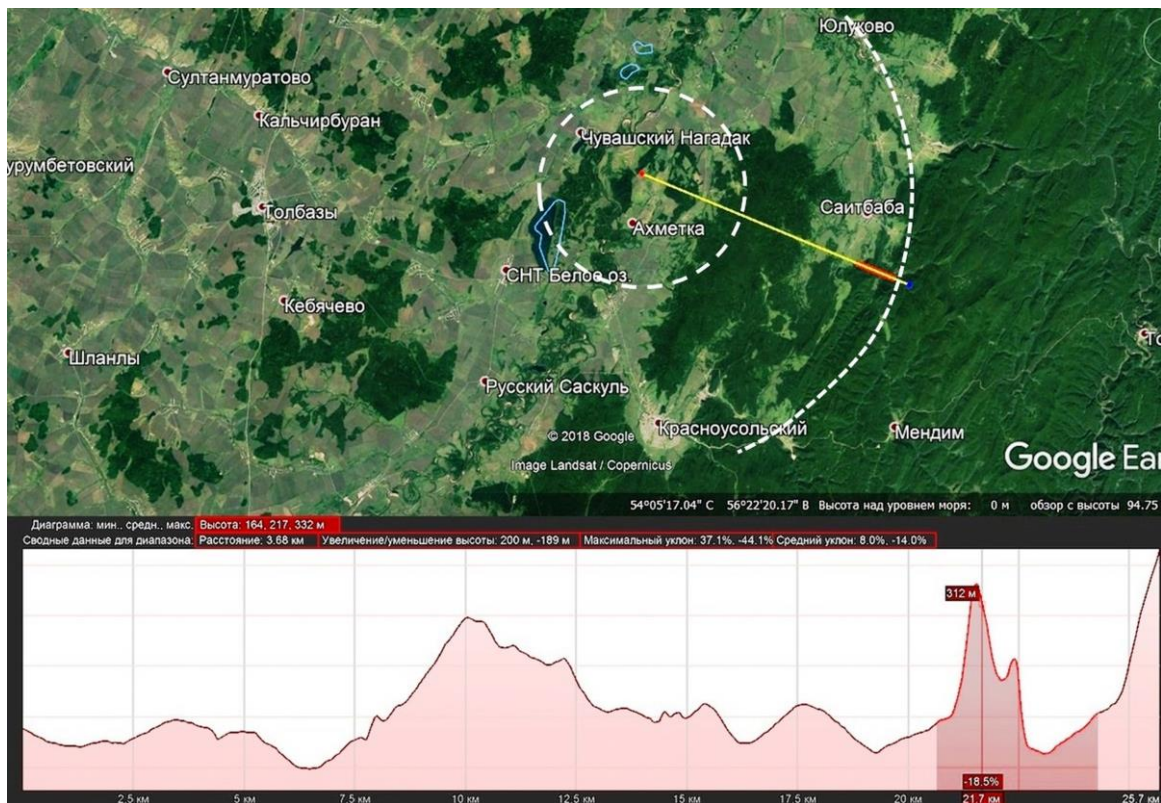 Юлуково
Султанмуратово
Кальчирбуран
Чувашский Нагадак
урумбетовский
Саитбаба
Толбазы
Ахметка
СНТ Белое оз.
Кебячево
То
Шланлы
Русский Саскуль
Красноусольский
Мендим
© 2018 Google
Image Landsat / Copernicus
Google Ear
54°05'17.04" С 56°22'20.17" В Высота над уровнем моря: 0 м обзор с высоты 94.75
Диаграмма: мин., средн., макс. Высота: 164, 217, 332 м
Сводные данные для диапазона: Расстояние: 3.68 км Увеличение/уменьшение высоты: 200 м, -189 м Максимальный уклон: 37.1%, -44.1% Средний уклон: 8.0%, -14.0%
312 м
-18.5%
2.5 км 5 км 7.5 км 10 км 12.5 км 15 км 17.5 км 20 км 21.7 км 25.7 км